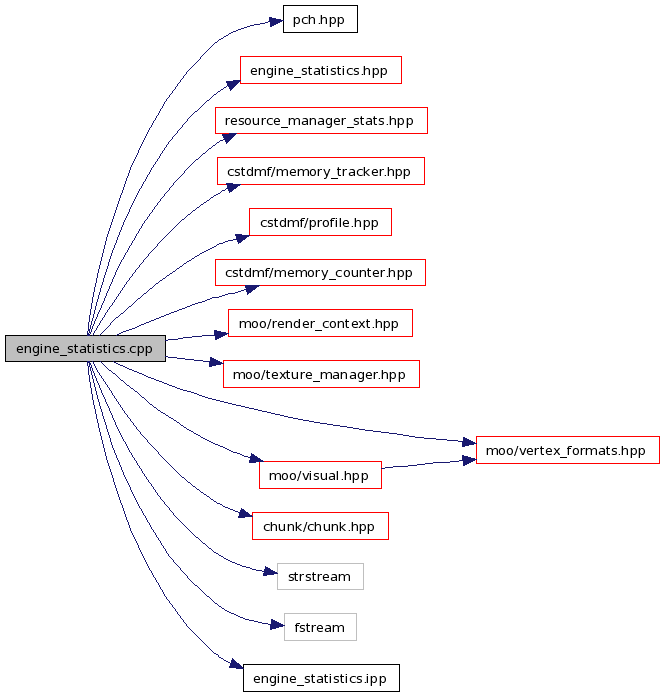 pch.hpp
engine_statistics.hpp
resource_manager_stats.hpp
cstdmf/memory_tracker.hpp
cstdmf/profile.hpp
cstdmf/memory_counter.hpp
moo/render_context.hpp
engine_statistics.cpp
moo/texture_manager.hpp
moo/vertex_formats.hpp
moo/visual.hpp
chunk/chunk.hpp
strstream
fstream
engine_statistics.ipp